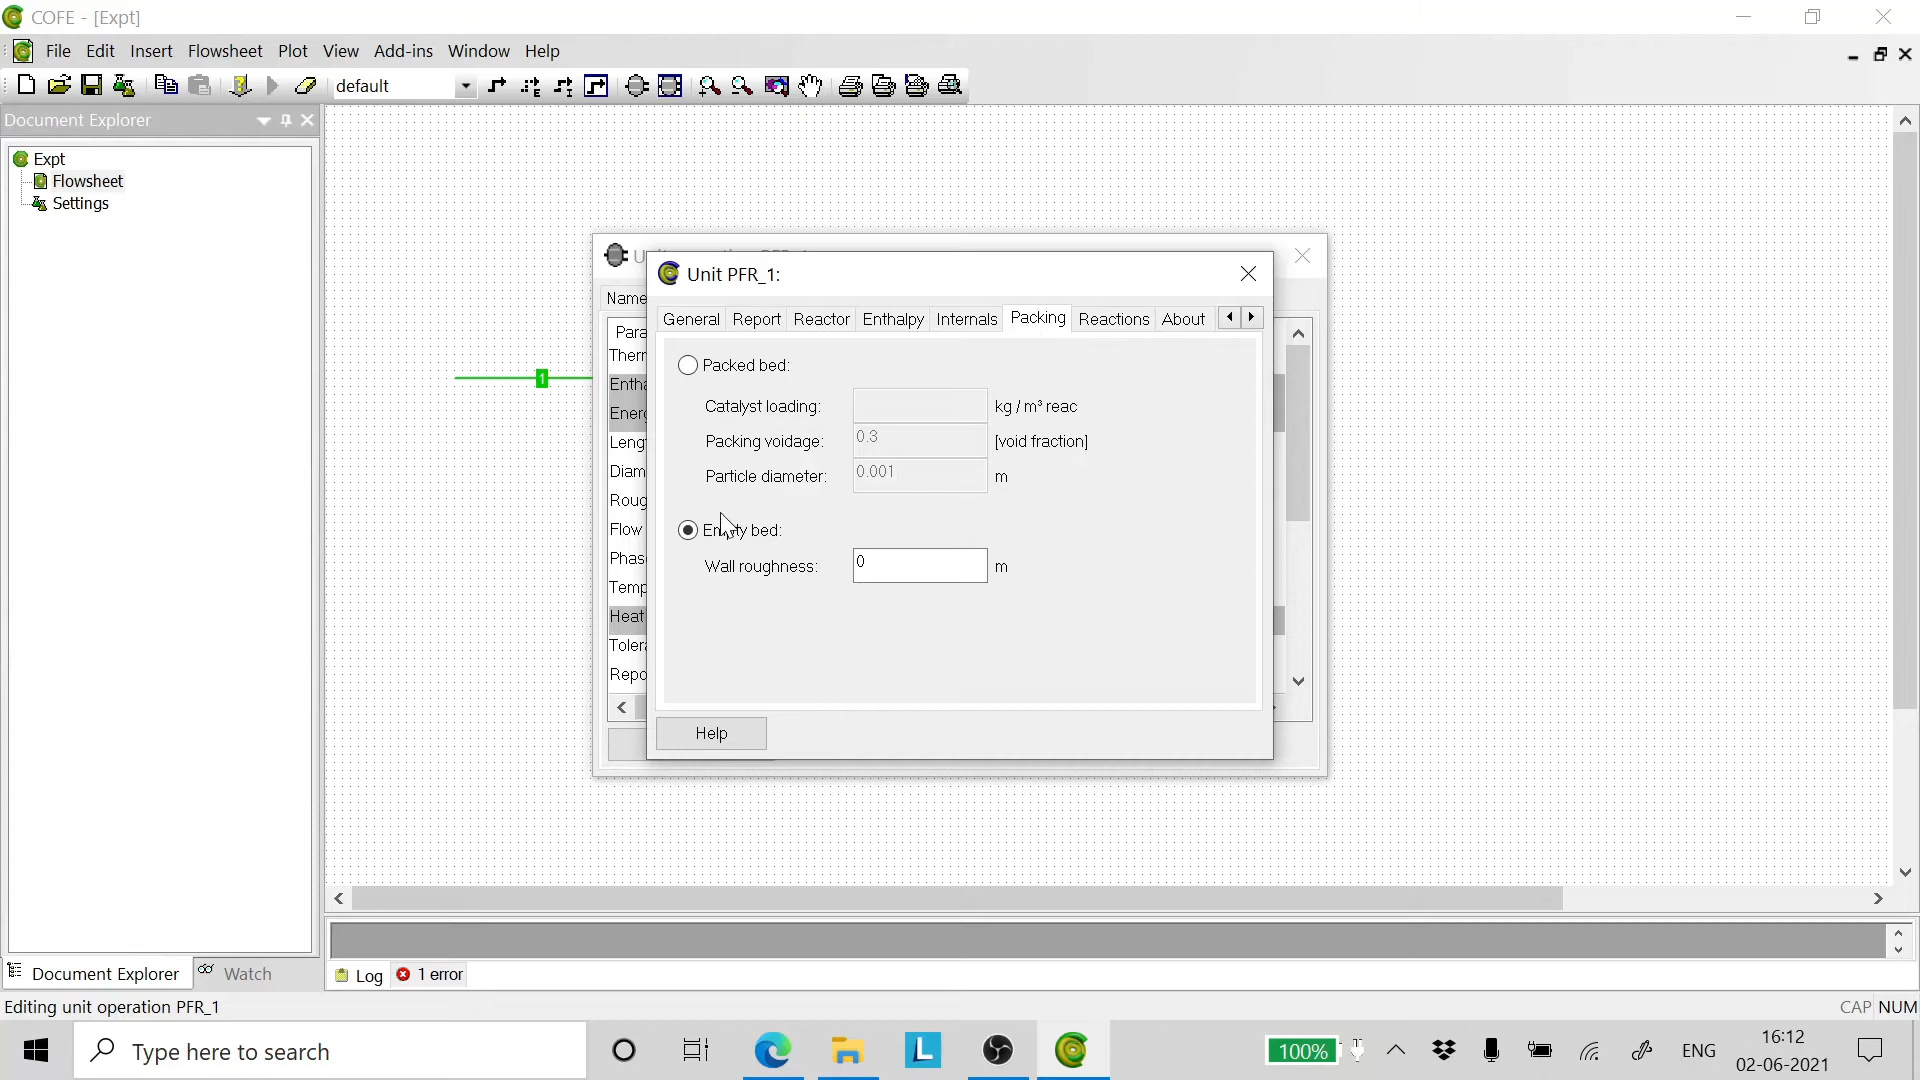 COFE - [Expt]
File Edit Insert Flowsheet Plot View Add-ins Window Help
default
Document Explorer
Expt
Flowsheet
Settings
1
Name
Para
Ther
Entha
Energ
Lengt
Diam
Roug
Flow
Phas
Temp
Heat
Tolera
Repo
Unit PFR_1:
General Report Reactor Enthalpy Internals Packing Reactions About
Packed bed:
Catalyst loading: kg / m³ reac
Packing voidage: 0.3 [void fraction]
Particle diameter: 0.001 m
bed:
Wall roughness: 0 m
Help
Document Explorer Watch
Log 1 error
Editing unit operation PFR_1
CAP NUM
Type here to search
L
100%
ENG
16:12
02-06-2021